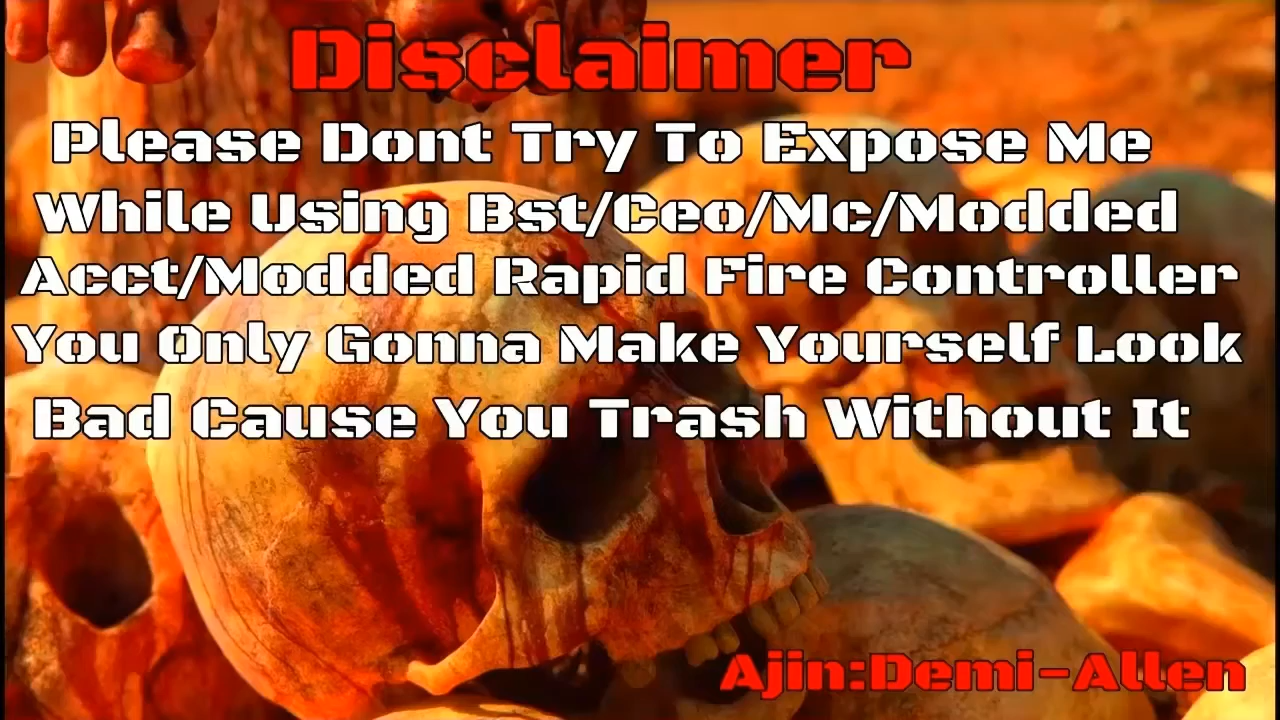 Disclaimer
Please Dont Try To Expose Me
While Using Bst/Ceo/Mc/Modded
Acct/Modded Rapid Fire Controller
You Only Gonna Make Yourself Look
Bad Cause You Trash Without It
Ajin:Demi-Allen